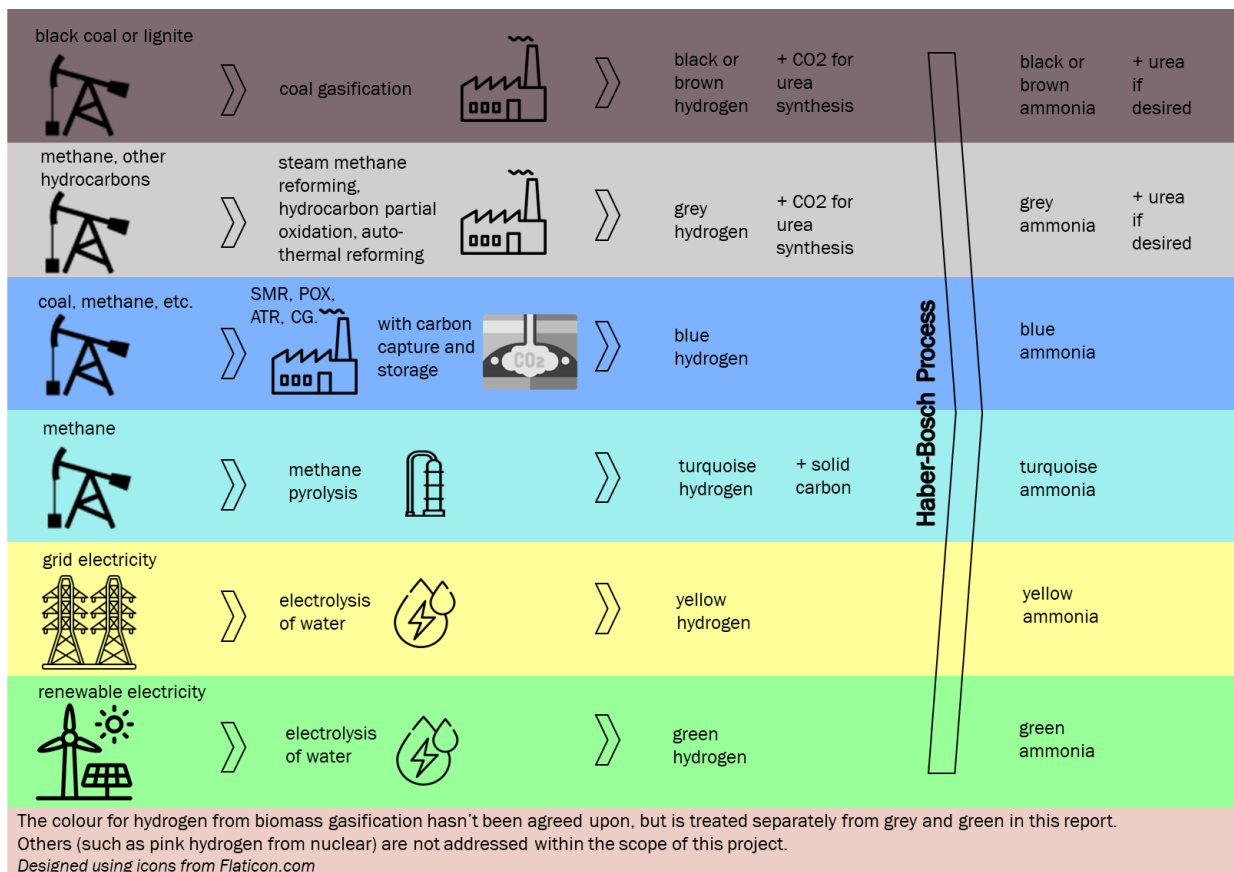 black coal or lignite
coal gasification
black or
brown
hydrogen
+ CO2 for
urea
synthesis
black or
brown
ammonia
+ urea
if
desired
methane, other
hydrocarbons
steam methane
reforming,
hydrocarbon partial
oxidation, auto-
thermal reforming
grey
hydrogen
+ CO2 for
urea
synthesis
grey
ammonia
+ urea
if
desired
coal, methane, etc.
SMR, POX,
ATR, CG.
with carbon
capture and
storage
CO2
blue
hydrogen
blue
ammonia
methane
methane
pyrolysis
turquoise
hydrogen
+ solid
carbon
Haber-Bosch Process
turquoise
ammonia
grid electricity
electrolysis
of water
yellow
hydrogen
yellow
ammonia
renewable electricity
electrolysis
of water
green
hydrogen
green
ammonia
The colour for hydrogen from biomass gasification hasn't been agreed upon, but is treated separately from grey and green in this report.
Others (such as pink hydrogen from nuclear) are not addressed within the scope of this project.
Designed using icons from Flaticon.com